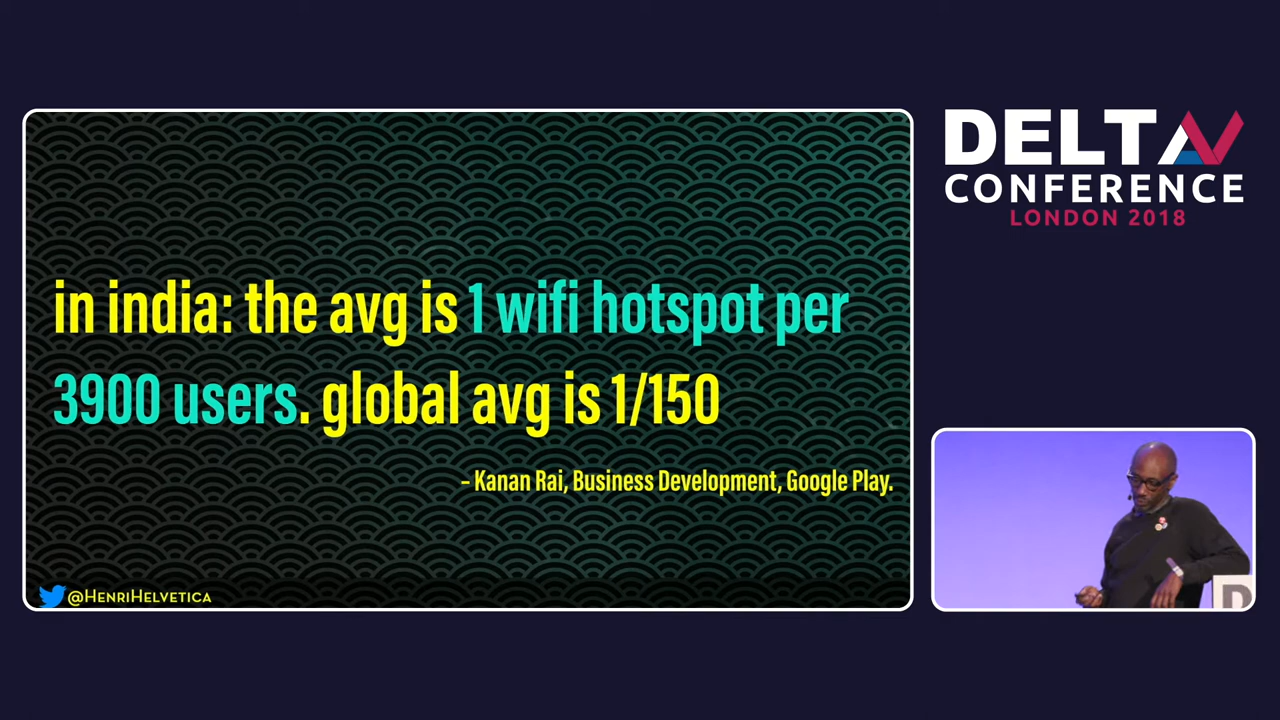 in india: the avg is 1 wifi hotspot per
3900 users. global avg is 1/150
– Kanan Rai, Business Development, Google Play.
@HenriHelvetica
DELTA V
CONFERENCE
LONDON 2018
D